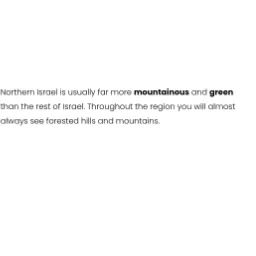 Northern Israel is usually far more mountainous and green
than the rest of Israel. Throughout the region you will almost
always see forested hills and mountains.